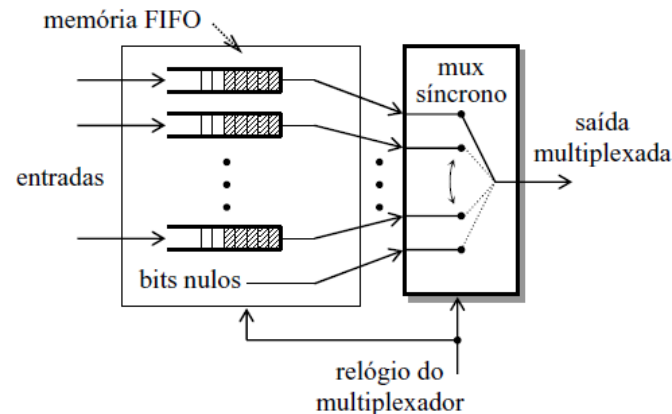 memória FIFO
mux
síncrono
saída
multiplexada
entradas
bits nulos
relógio do
multiplexador